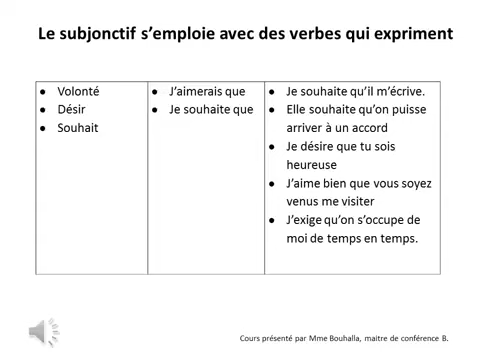 Le subjonctif s’emploie avec des verbes qui expriment
● Volonté
● Désir
● Souhait
● J’aimerais que
● Je souhaite que
● Je souhaite qu’il m’écrive.
● Elle souhaite qu’on puisse
arriver à un accord
● Je désire que tu sois
heureuse
● J’aime bien que vous soyez
venus me visiter
● J’exige qu’on s’occupe de
moi de temps en temps.
Cours présenté par Mme Bouhalla, maitre de conférence B.